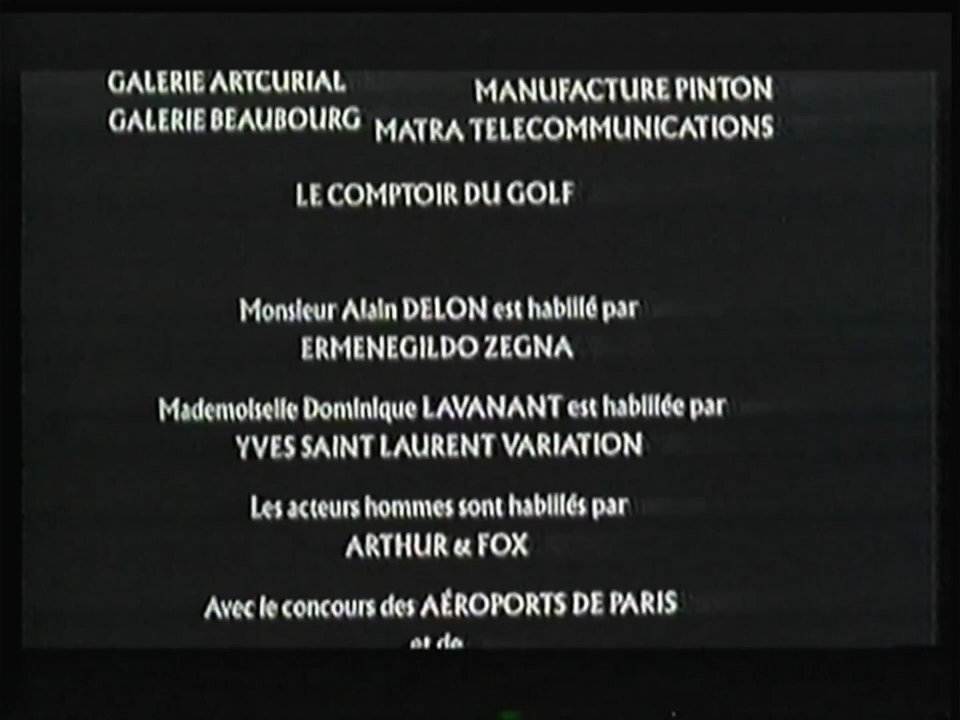 GALERIE ARTCURIAL
MANUFACTURE PINTON
GALERIE BEAUBOURG
MATRA TELECOMMUNICATIONS
LE COMPTOIR DU GOLF
Monsieur Alain DELON est habillé par
ERMENEGILDO ZEGNA
Mademoiselle Dominique LAVANANT est habillée par
YVES SAINT LAURENT VARIATION
Les acteurs hommes sont habillés par
ARTHUR & FOX
Avec le concours des AÉROPORTS DE PARIS
et de